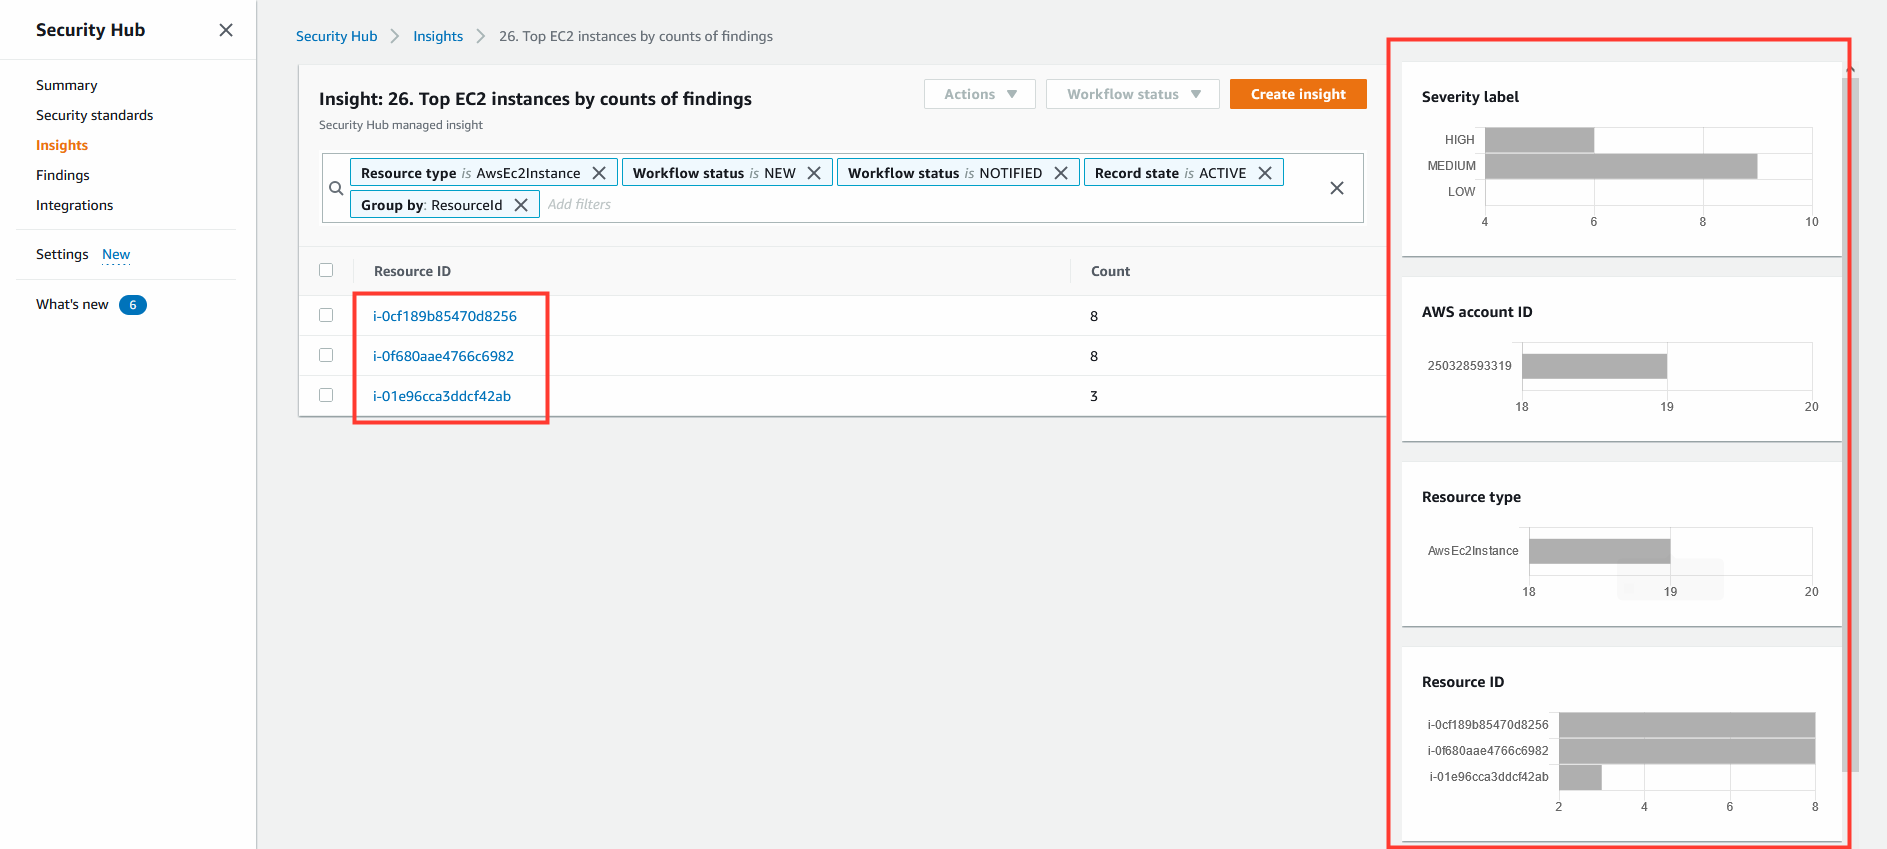 Security Hub
Summary
Security standards
Insights
Findings
Integrations
Settings New
What's new 6
Security Hub Insights 26. Top EC2 instances by counts of findings
Insight: 26. Top EC2 instances by counts of findings
Security Hub managed insight
Actions Workflow status Create insight
Resource type is AwsEc2Instance Workflow status is NEW Workflow status is NOTIFIED Record state is ACTIVE
Group by: ResourceId Add filters
Resource ID Count
i-0cf189b85470d8256 8
i-0f680aae4766c6982 8
i-01e96cca3ddcf42ab 3
Severity label
HIGH
MEDIUM
LOW
4 6 8 10
AWS account ID
250328593319
18 19 20
Resource type
AwsEc2Instance
18 19 20
Resource ID
i-0cf189b85470d8256
i-0f680aae4766c6982
i-01e96cca3ddcf42ab
2 4 6 8